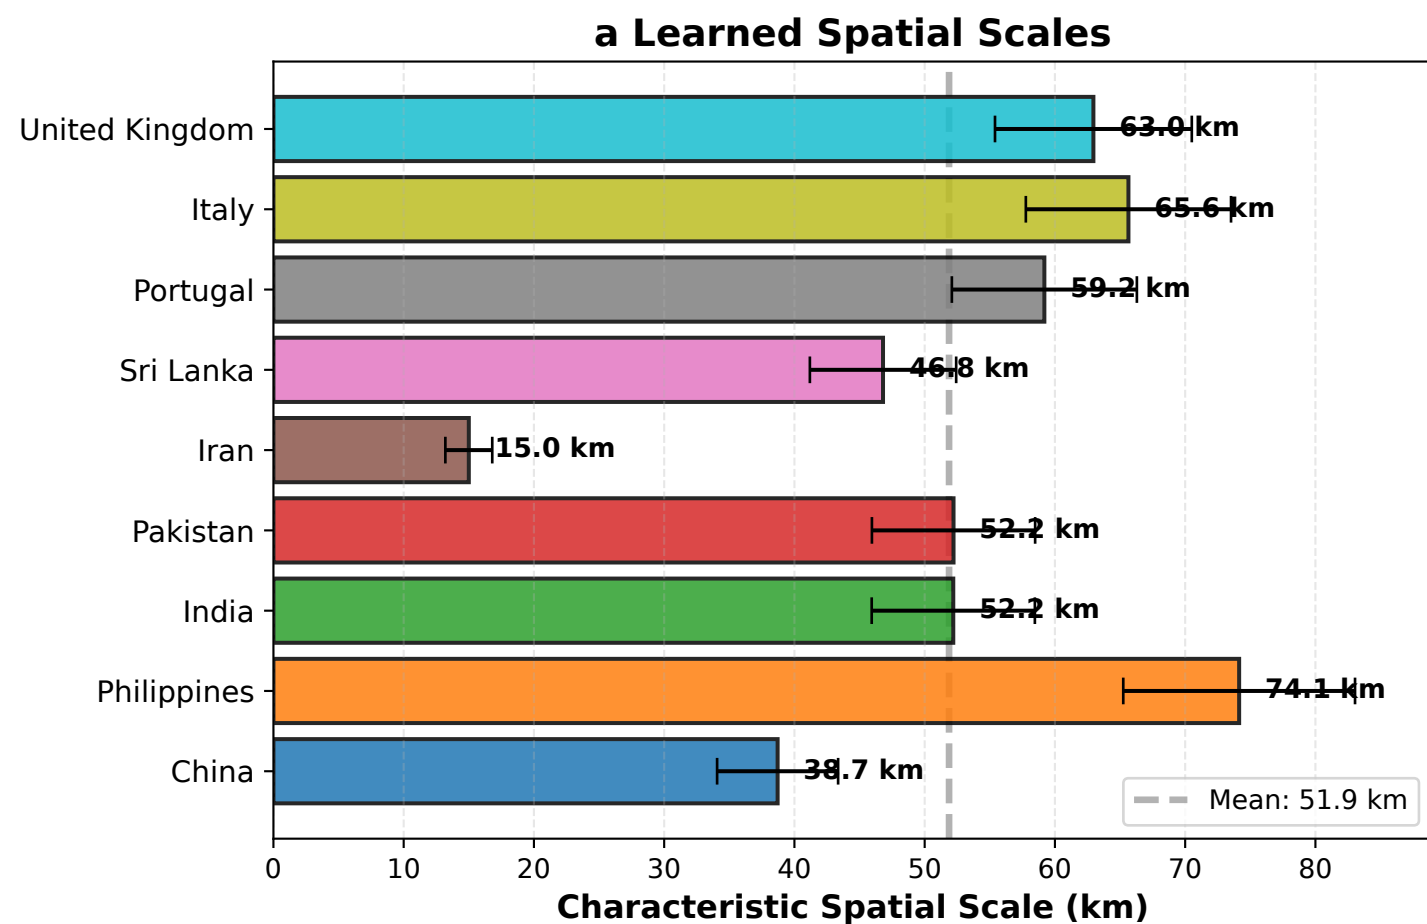 a Learned Spatial Scales
United Kingdom
63.0 km
Italy
65.6 km
Portugal
59.2 km
Sri Lanka
46.8 km
Iran
15.0 km
Pakistan
52.2 km
India
52.2 km
Philippines
74.1 km
China
38.7 km
Mean: 51.9 km
0 10 20 30 40 50 60 70 80
Characteristic Spatial Scale (km)